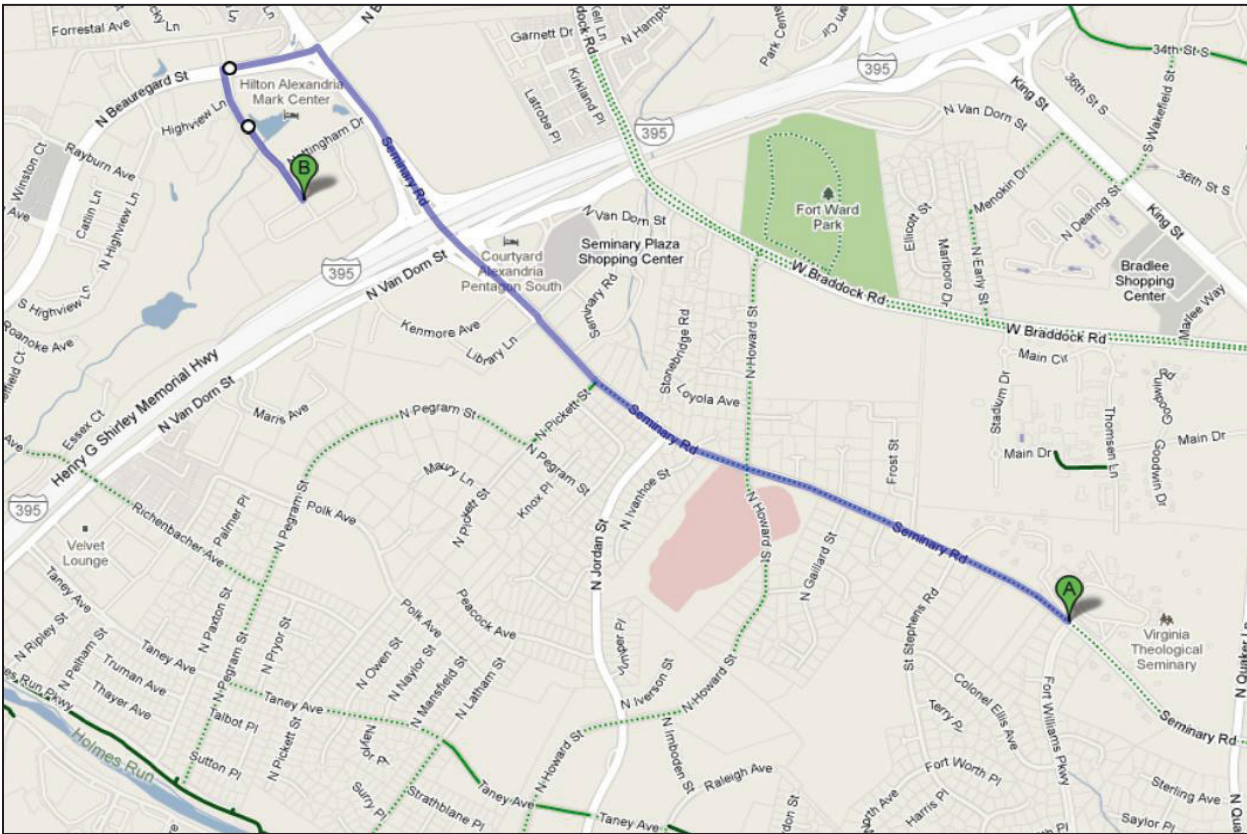 Forrestal Ave
N Beauregard St
Hilton Alexandria
Mark Center
Highview Ln
Nottingham Dr
B
Rayburn Ave
Winston Ct
Catlin Ln
N Highview Ln
S Highview Ln
Roanoke Ave
Garnett Dr
Latrobe Pl
Kirkland Pl
395
395
395
395
34th St S
36th St S
S Wakefield St
36th St S
King St
King St
N Van Dorn St
Menokin Dr
N Dearing St
N Early St
Ellicott St
Marlboro Dr
Bradlee
Shopping
Center
Marlee Way
Fort Ward
Park
W Braddock Rd
W Braddock Rd
Seminary Rd
N Van Dorn St
Seminary Plaza
Shopping Center
Courtyard
Alexandria
Pentagon South
Seminary Rd
N Van Dorn St
Kenmore Ave
Library Ln
Henry G Shirley Memorial Hwy
N Van Dorn St
Maris Ave
Essex Ct
Stonebridge Rd
Loyola Ave
N Howard St
Main Cir
Stadium Dr
Main Dr
Main Dr
Thomsen Ln
Goodwin Dr
Frost St
Seminary Rd
N Pickett St
N Pegram St
N Pegram St
Maury Ln
N Pickett St
Knox Pl
N Ivanhoe St
N Jordan St
N Howard St
N Gaillard St
Seminary Rd
A
Virginia
Theological
Seminary
St Stephens Rd
Colonel Ellis Ave
Terry Pl
Fort Williams Pkwy
Seminary Rd
Fort Worth Pl
Harris Pl
Sterling Ave
Saylor Pl
Velvet
Lounge
Richenbacher Ave
Palmer Pl
Polk Ave
N Pegram St
Taney Ave
N Paxton St
N Ripley St
N Pelham St
Taney Ave
Truman Ave
Thayer Ave
N Pegram St
N Pryor St
Taney Ave
Talbot Pl
Sutton Pl
N Pickett St
Polk Ave
Peacock Ave
N Owen St
N Naylor St
N Mansfield St
N Latham St
Juniper Pl
N Iverson St
N Howard St
N Imboden St
Raleigh Ave
N Howard St
Strathblane Pl
Taney Ave
Taney Ave
Holmes Run